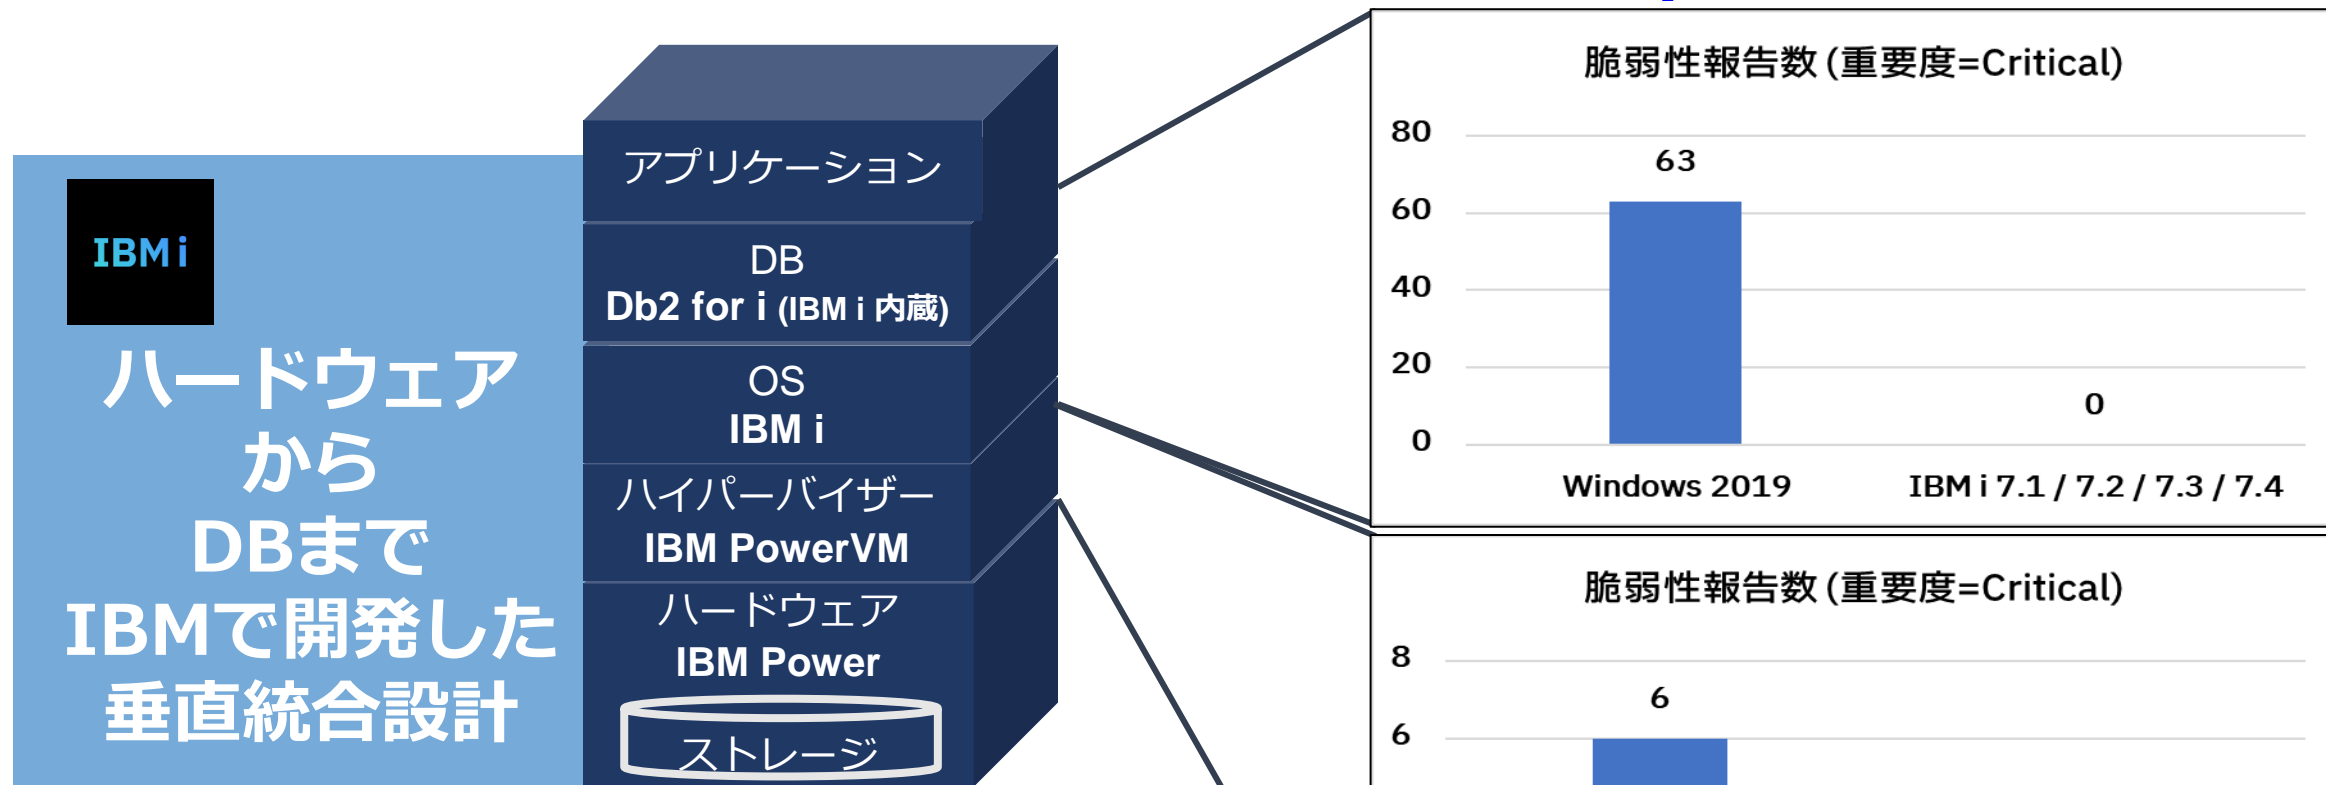 IBM i
ハードウェア
から
DBまで
IBMで開発した
垂直統合設計
アプリケーション
DB
Db2 for i (IBM i 内蔵)
OS
IBM i
ハイパーバイザー
IBM PowerVM
ハードウェア
IBM Power
ストレージ
脆弱性報告数 (重要度=Critical)
80
63
60
40
20
0
0
Windows 2019
IBM i 7.1 / 7.2 / 7.3 / 7.4
脆弱性報告数 (重要度=Critical)
8
6
6